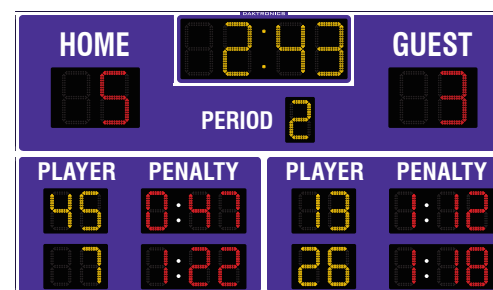 DAKTRONICS
HOME 2:43 GUEST
5 PERIOD 2 3
PLAYER PENALTY PLAYER PENALTY
45 0:47 13 1:12
7 1:22 26 1:18